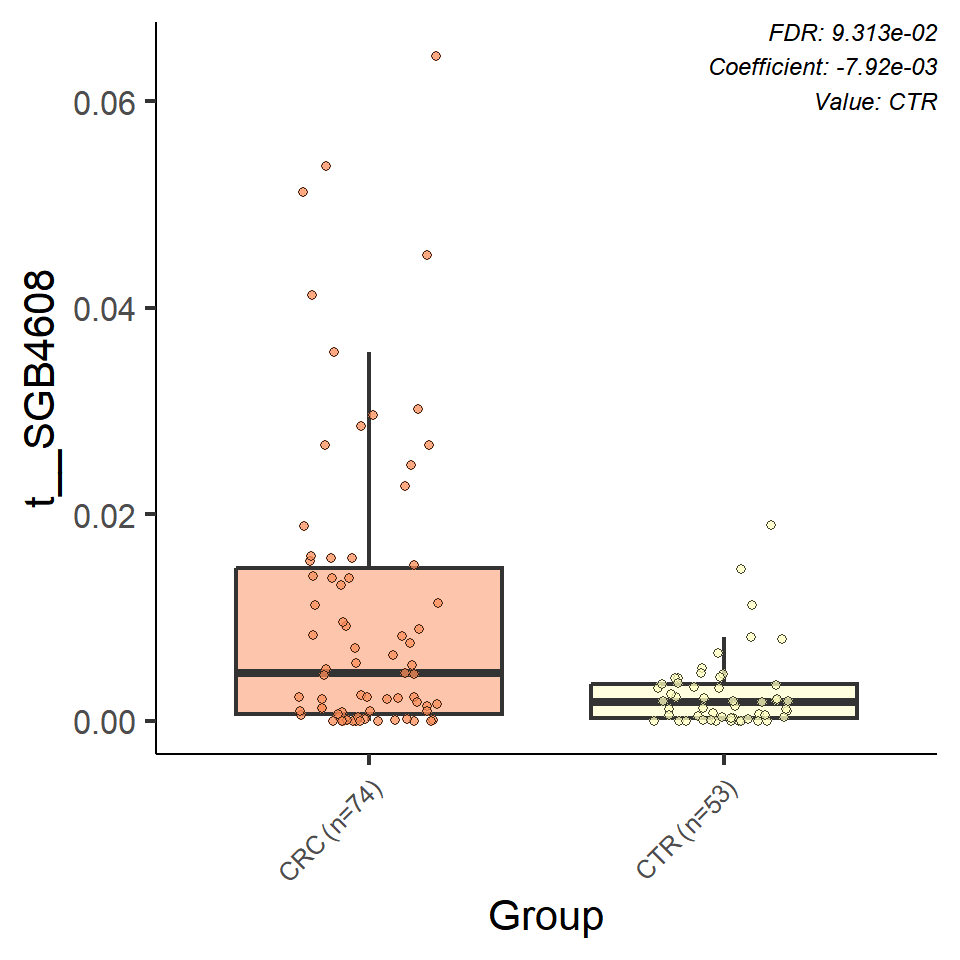 FDR: 9.313e-02
Coefficient: -7.92e-03
Value: CTR
0.06
0.04
0.02
0.00
t__SGB4608
CRC (n=74)
CTR (n=53)
Group